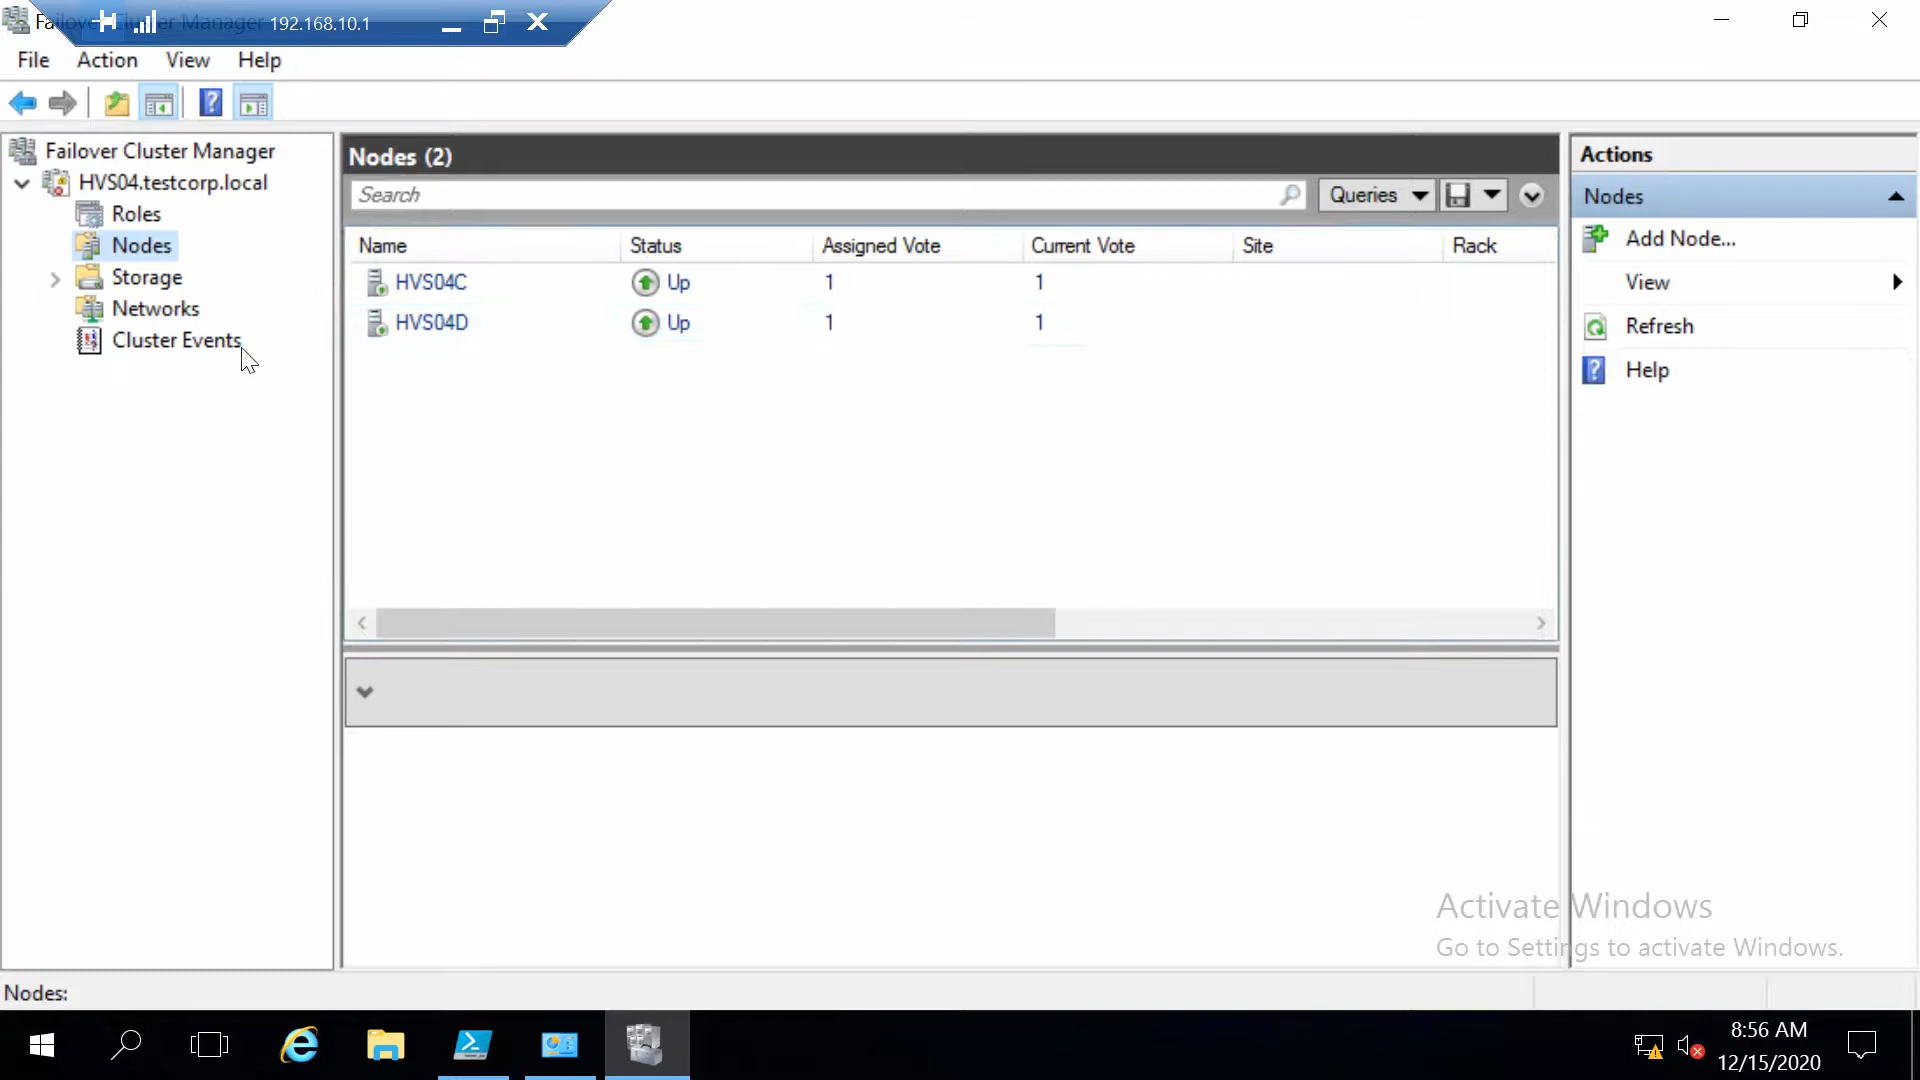 Failover Cluster Manager
192.168.10.1
File Action View Help
Failover Cluster Manager
HVS04.testcorp.local
Roles
Nodes
Storage
Networks
Cluster Events
Nodes (2)
Search
Queries
Name Status Assigned Vote Current Vote Site Rack
HVS04C Up 1 1
HVS04D Up 1 1
Actions
Nodes
Add Node...
View
Refresh
Help
Activate Windows
Go to Settings to activate Windows.
Nodes:
8:56 AM
12/15/2020